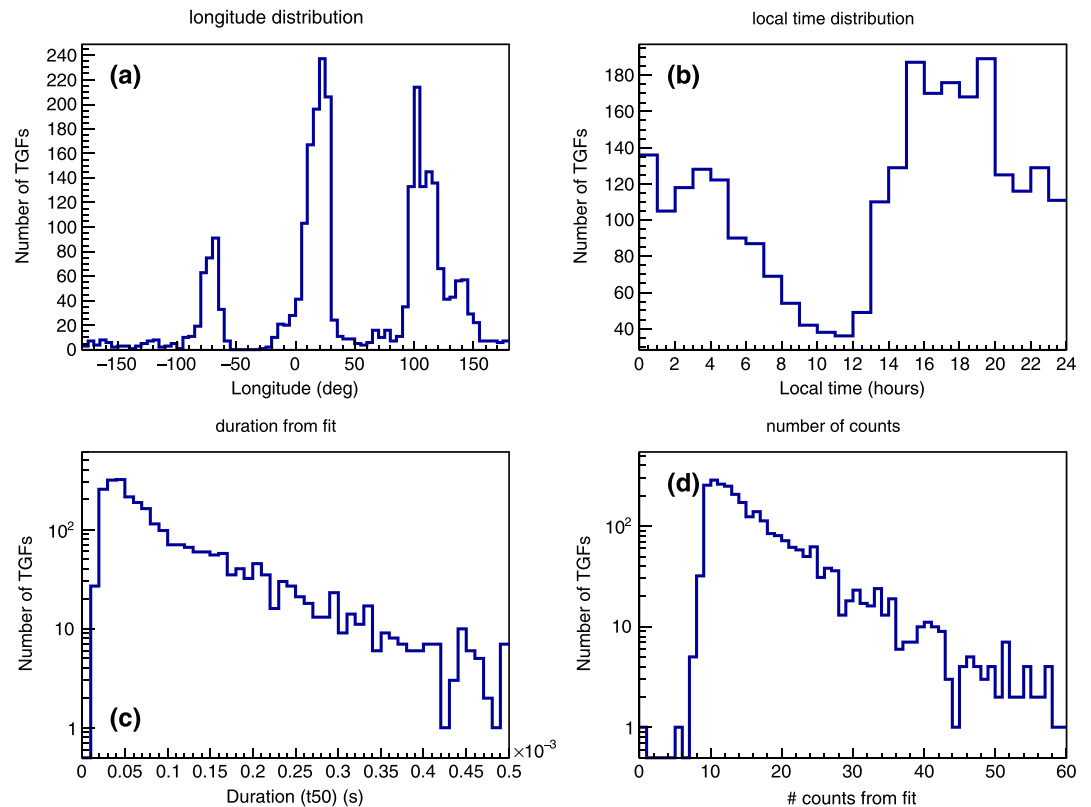 longitude distribution
(a)
Number of TGFs
240
220
200
180
160
140
120
100
80
60
40
20
0
−150 −100 −50 0 50 100 150
Longitude (deg)
local time distribution
(b)
Number of TGFs
180
160
140
120
100
80
60
40
0 2 4 6 8 10 12 14 16 18 20 22 24
Local time (hours)
duration from fit
(c)
Number of TGFs
10²
10
1
0 0.05 0.1 0.15 0.2 0.25 0.3 0.35 0.4 0.45 0.5
×10⁻³
Duration (t50) (s)
number of counts
(d)
Number of TGFs
10²
10
1
0 10 20 30 40 50 60
# counts from fit